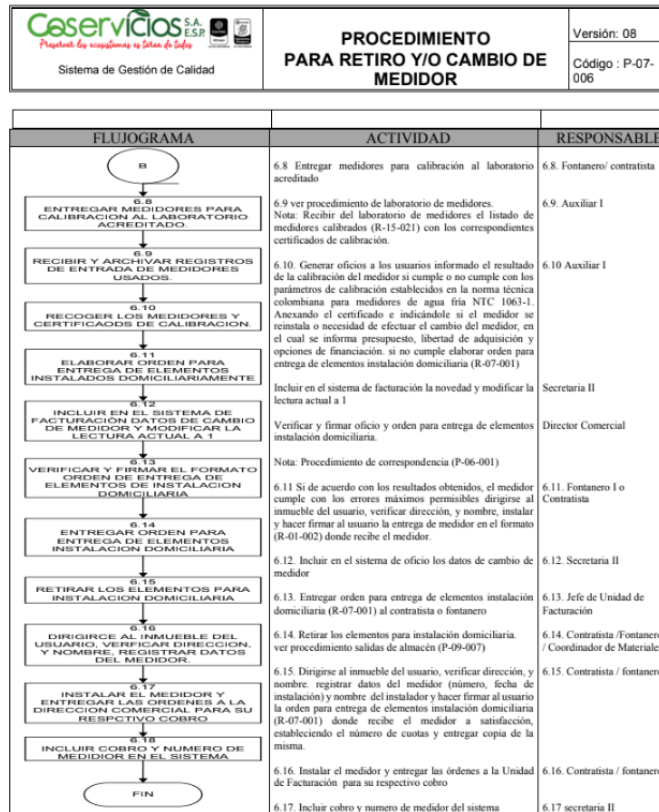 Coservicios S.A. E.S.P.
Preservar los ecosistemas es tarea de todos
Sistema de Gestión de Calidad
PROCEDIMIENTO
PARA RETIRO Y/O CAMBIO DE
MEDIDOR
Versión: 08
Código : P-07-
006
FLUJOGRAMA
B
6.8
ENTREGAR MEDIDORES PARA
CALIBRACION AL LABORATORIO
ACREDITADO.
6.9
RECIBIR Y ARCHIVAR REGISTROS
DE ENTRADA DE MEDIDORES
USADOS.
6.10
RECOGER LOS MEDIDORES Y
CERTIFICAODS DE CALIBRACION.
6.11
ELABORAR ORDEN PARA
ENTREGA DE ELEMENTOS
INSTALADOS DOMICILIARIAMENTE
6.12
INCLUIR EN EL SISTEMA DE
FACTURACIÓN DATOS DE CAMBIO
DE MEDIDOR Y MODIFICAR LA
LECTURA ACTUAL A 1
6.13
VERIFICAR Y FIRMAR EL FORMATO
ORDEN DE ENTREGA DE
ELEMENTOS DE INSTALACION
DOMICILIARIA
6.14
ENTREGAR ORDEN PARA
ENTREGA DE ELEMENTOS
INSTALACION DOMICILIARIA
6.15
RETIRAR LOS ELEMENTOS PARA
INSTALACION DOMICILIARIA
6.16
DIRIGIRCE AL INMUEBLE DEL
USUARIO, VERFICAR DIRECCION,
Y NOMBRE, REGISTRAR DATOS
DEL MEDIDOR.
6.17
INSTALAR EL MEDIDOR Y
ENTREGAR LAS ORDENES A LA
DIRECCION COMERCIAL PARA SU
RESPCTIVO COBRO
6.18
INCLUIR COBRO Y NUMERO DE
MEDIDIOR EN EL SISTEMA
FIN
ACTIVIDAD
6.8 Entregar medidores para calibración al laboratorio
acreditado
6.9 ver procedimiento de laboratorio de medidores.
Nota: Recibir del laboratorio de medidores el listado de
medidores calibrados (R-15-021) con los correspondientes
certificados de calibración.
6.10. Generar oficios a los usuarios informado el resultado
de la calibración del medidor si cumple o no cumple con los
parámetros de calibración establecidos en la norma técnica
colombiana para medidores de agua fría NTC 1063-1.
Anexando el certificado e indicándole si el medidor se
reinstala o necesidad de efectuar el cambio del medidor, en
el cual se informa presupuesto, libertad de adquisición y
opciones de financiación. si no cumple elaborar orden para
entrega de elementos instalación domiciliaria (R-07-001)
Incluir en el sistema de facturación la novedad y modificar la
lectura actual a 1
Verificar y firmar oficio y orden para entrega de elementos
instalación domiciliaria.
Nota: Procedimiento de correspondencia (P-06-001)
6.11 Si de acuerdo con los resultados obtenidos, el medidor
cumple con los errores máximos permisibles dirigirse al
inmueble del usuario, verificar dirección, y nombre, instalar
y hacer firmar al usuario la entrega de medidor en el formato
(R-01-002) donde recibe el medidor.
6.12. Incluir en el sistema de oficio los datos de cambio de
medidor
6.13. Entregar orden para entrega de elementos instalación
domiciliaria (R-07-001) al contratista o fontanero
6.14. Retirar los elementos para instalación domiciliaria.
ver procedimiento salidas de almacén (P-09-007)
6.15. Dirigirse al inmueble del usuario, verificar dirección, y
nombre. registrar datos del medidor (número, fecha de
instalación) y nombre del instalador y hacer firmar al usuario
la orden para entrega de elementos instalación domiciliaria
(R-07-001) donde recibe el medidor a satisfacción,
estableciendo el número de cuotas y entregar copia de la
misma.
6.16. Instalar el medidor y entregar las órdenes a la Unidad
de Facturación para su respectivo cobro
6.17. Incluir cobro y numero de medidor del sistema
RESPONSABLE
6.8. Fontanero/ contratista
6.9. Auxiliar I
6.10 Auxiliar I
Secretaria II
Director Comercial
6.11. Fontanero I o
Contratista
6.12. Secretaria II
6.13. Jefe de Unidad de
Facturación
6.14. Contratista /Fontanero
/ Coordinador de Materiale
6.15. Contratista / fontanero
6.16. Contratista / fontanero
6.17 secretaria II